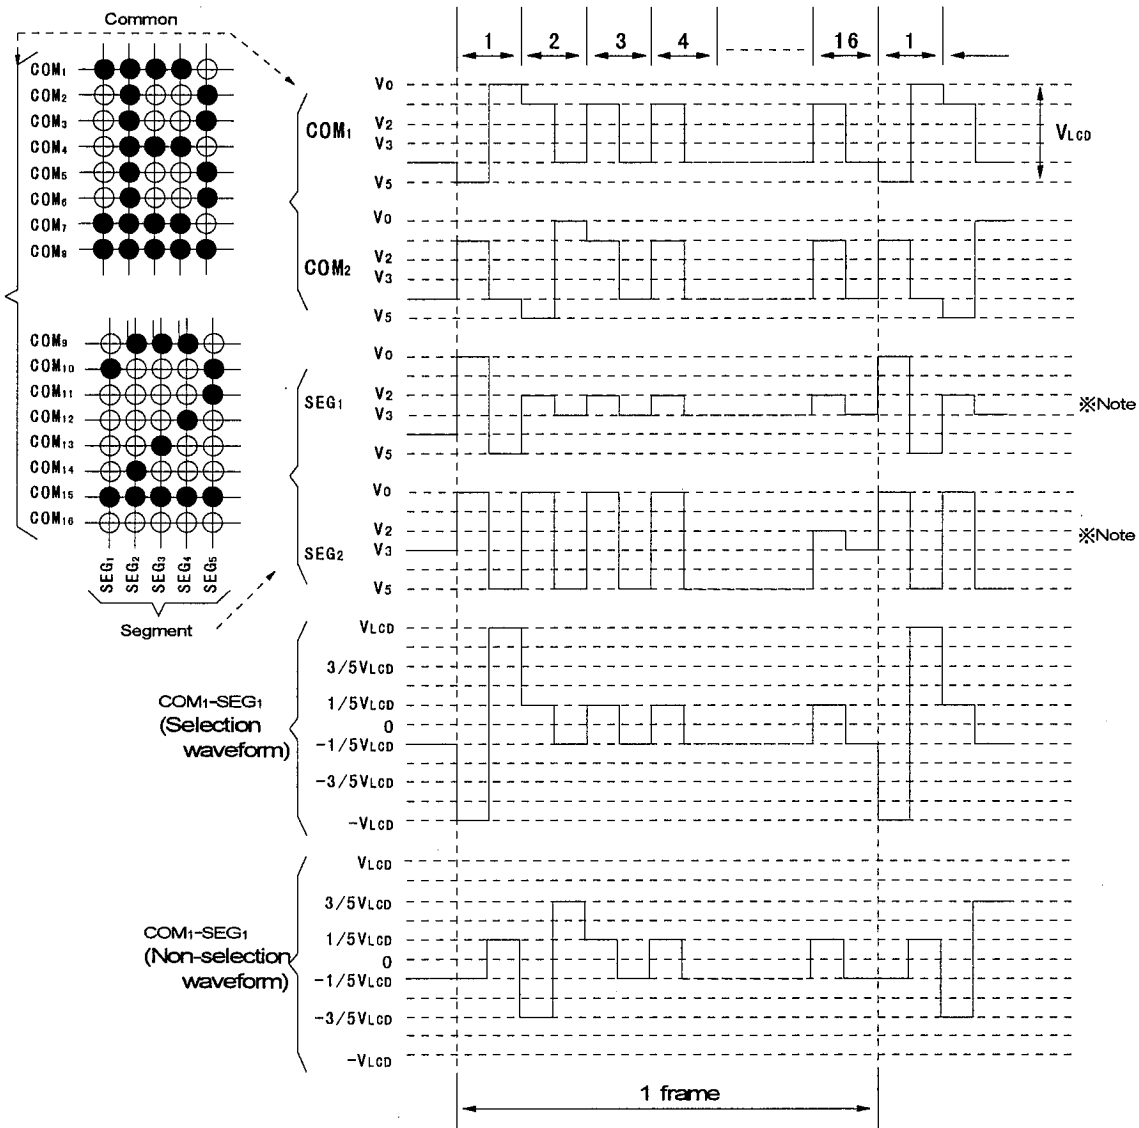 Common
COM1
COM2
COM3
COM4
COM5
COM6
COM7
COM8
COM9
COM10
COM11
COM12
COM13
COM14
COM15
COM16
SEG1
SEG2
SEG3
SEG4
SEG5
Segment
1 2 3 4 16 1
COM1
V0
V2
V3
V5
VLCD
COM2
V0
V2
V3
V5
SEG1
V0
V2
V3
V5
※Note
SEG2
V0
V2
V3
V5
※Note
COM1-SEG1
(Selection
waveform)
VLCD
3/5VLCD
1/5VLCD
0
-1/5VLCD
-3/5VLCD
-VLCD
COM1-SEG1
(Non-selection
waveform)
VLCD
3/5VLCD
1/5VLCD
0
-1/5VLCD
-3/5VLCD
-VLCD
1 frame